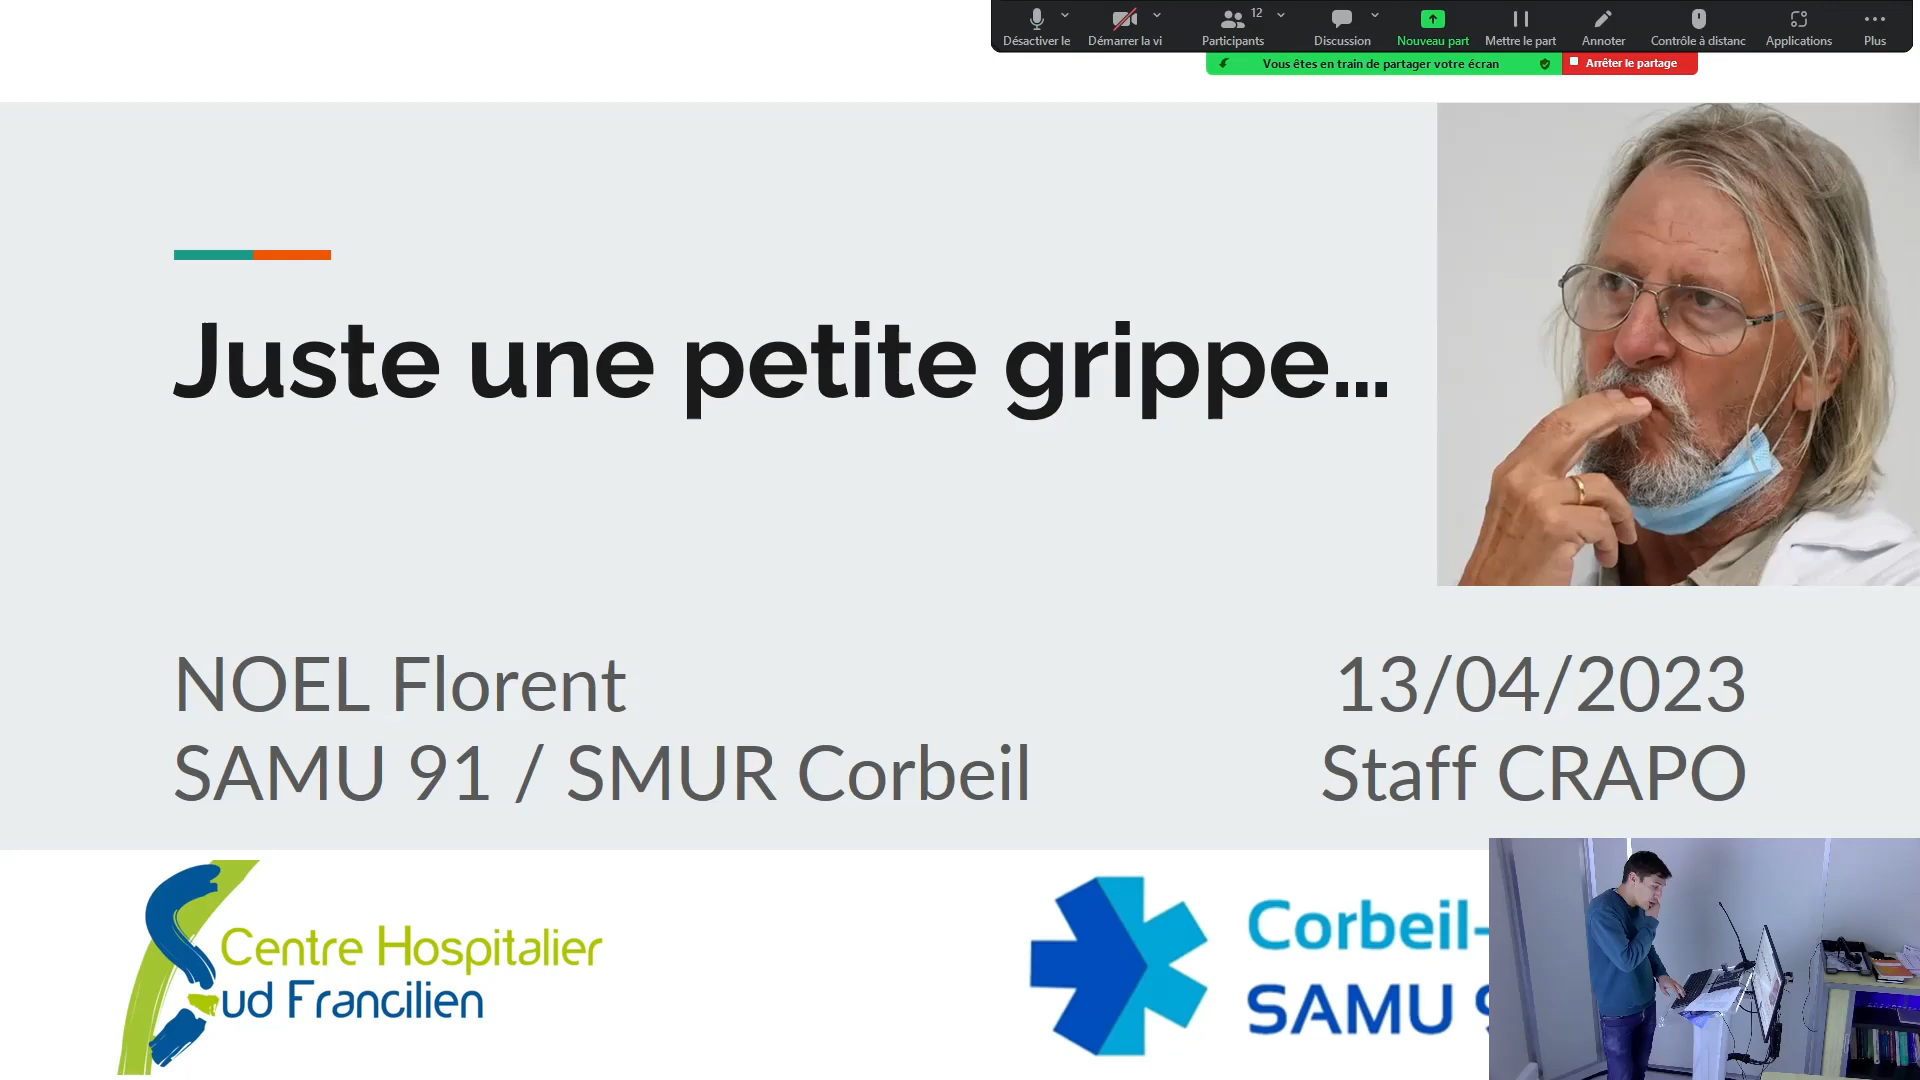 Désactiver le
Démarrer la vi
12
Participants
Discussion
Nouveau part
Mettre le part
Annoter
Contrôle à distanc
Applications
Plus
Vous êtes en train de partager votre écran
Arrêter le partage
Juste une petite grippe...
NOEL Florent
13/04/2023
SAMU 91 / SMUR Corbeil
Staff CRAPO
Centre Hospitalier
Sud Francilien
Corbeil-
SAMU 9